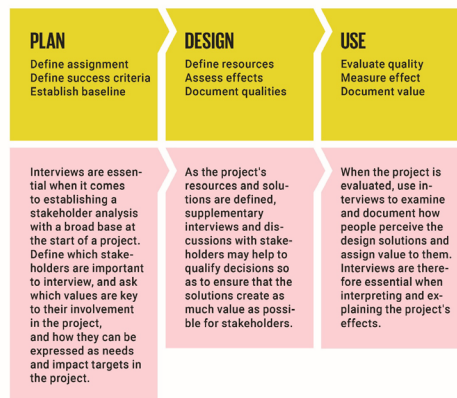 PLAN
Define assignment
Define success criteria
Establish baseline
DESIGN
Define resources
Assess effects
Document qualities
USE
Evaluate quality
Measure effect
Document value
Interviews are essen-
tial when it comes
to establishing a
stakeholder analysis
with a broad base at
the start of a project.
Define which stake-
holders are important
to interview, and ask
which values are key
to their involvement
in the project,
and how they can be
expressed as needs
and impact targets in
the project.
As the project's
resources and solu-
tions are defined,
supplementary
interviews and dis-
cussions with stake-
holders may help to
qualify decisions so
as to ensure that the
solutions create as
much value as possi-
ble for stakeholders.
When the project is
evaluated, use in-
terviews to examine
and document how
people perceive the
design solutions and
assign value to them.
Interviews are there-
fore essential when
interpreting and ex-
plaining the project's
effects.